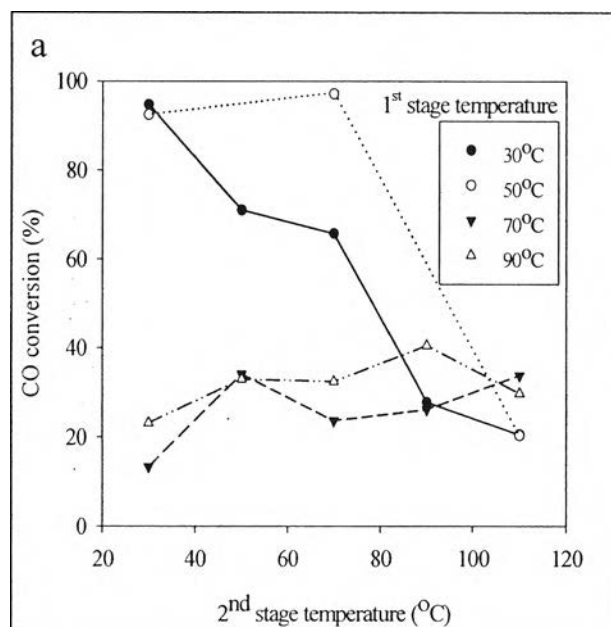 a
100
80
60
40
20
0
CO conversion (%)
1st stage temperature
30°C
50°C
70°C
90°C
20 40 60 80 100 120
2nd stage temperature (°C)